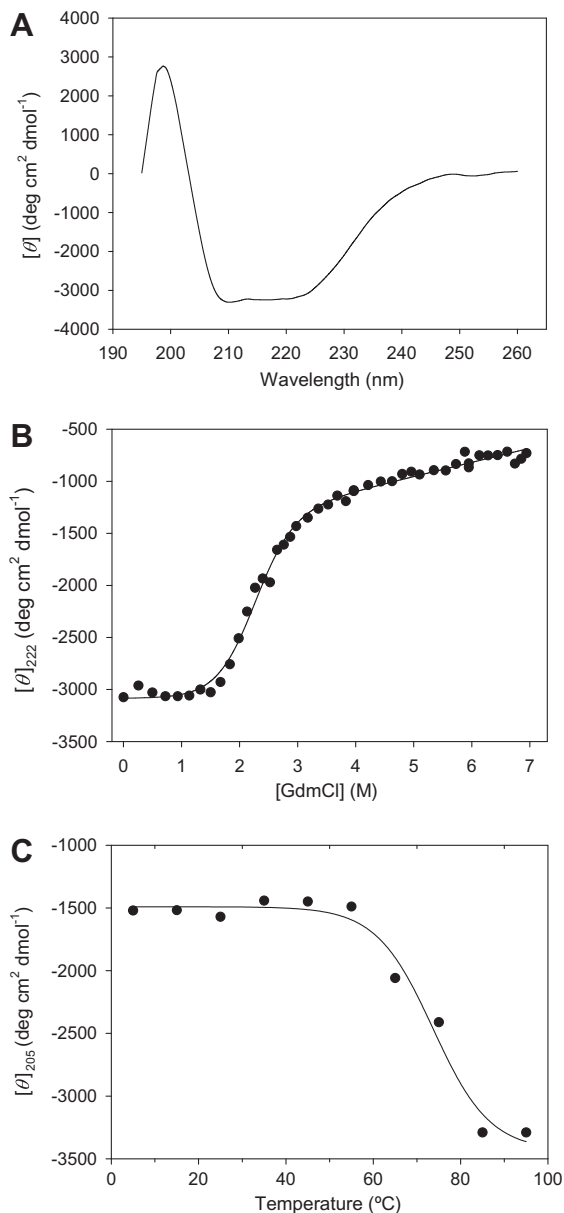 A
4000
3000
2000
1000
0
-1000
-2000
-3000
-4000
[θ] (deg cm² dmol⁻¹)
190 200 210 220 230 240 250 260
Wavelength (nm)
B
-500
-1000
-1500
-2000
-2500
-3000
-3500
[θ]₂₂₂ (deg cm² dmol⁻¹)
0 1 2 3 4 5 6 7
[GdmCl] (M)
C
-1000
-1500
-2000
-2500
-3000
-3500
[θ]₂₀₅ (deg cm² dmol⁻¹)
0 20 40 60 80 100
Temperature (ºC)